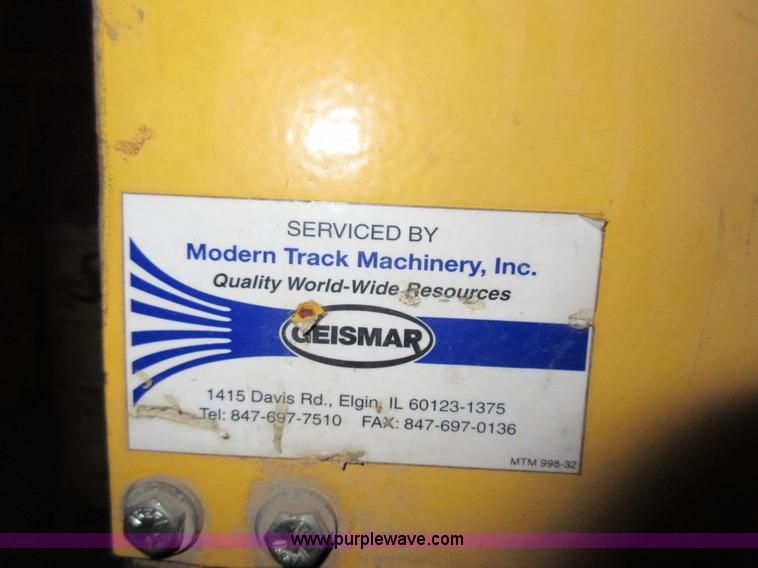 SERVICED BY
Modern Track Machinery, Inc.
Quality World-Wide Resources
GEISMAR
1415 Davis Rd., Elgin, IL 60123-1375
Tel: 847-697-7510 FAX: 847-697-0136
MTM 998-32
www.purplewave.com